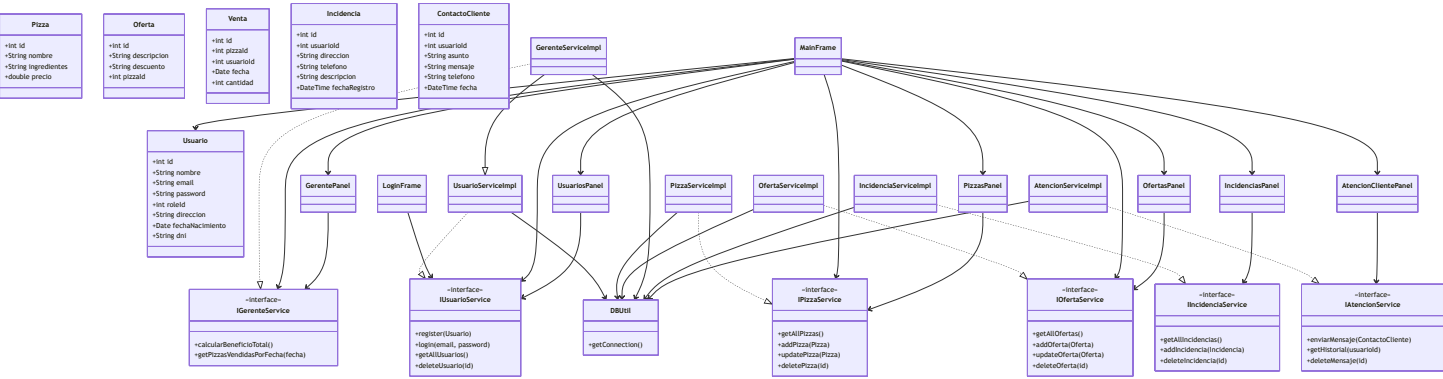 Pizza
+int id
+String nombre
+String ingredientes
+double precio
Oferta
+int id
+String descripcion
+String descuento
+int pizzaId
Venta
+int id
+int pizzaId
+int usuarioId
+Date fecha
+int cantidad
Incidencia
+int id
+int usuarioId
+String direccion
+String telefono
+String descripcion
+DateTime fechaRegistro
ContactoCliente
+int id
+int usuarioId
+String asunto
+String mensaje
+String telefono
+DateTime fecha
GerenteServiceImpl
MainFrame
Usuario
+int id
+String nombre
+String email
+String password
+int roleId
+String direccion
+Date fechaNacimiento
+String dni
GerentePanel
LoginFrame
UsuarioServiceImpl
UsuariosPanel
PizzaServiceImpl
OfertaServiceImpl
IncidenciaServiceImpl
PizzasPanel
AtencionServiceImpl
OfertasPanel
IncidenciasPanel
AtencionClientePanel
«interface»
IGerenteService
+calcularBeneficioTotal()
+getPizzasVendidasPorFecha(fecha)
«interface»
IUsuarioService
+register(Usuario)
+login(email, password)
+getAllUsuarios()
+deleteUsuario(id)
DBUtil
+getConnection()
«interface»
IPizzaService
+getAllPizzas()
+addPizza(Pizza)
+updatePizza(Pizza)
+deletePizza(id)
«interface»
IOfertaService
+getAllOfertas()
+addOferta(Oferta)
+updateOferta(Oferta)
+deleteOferta(id)
«interface»
IIncidenciaService
+getAllIncidencias()
+addIncidencia(Incidencia)
+deleteIncidencia(id)
«interface»
IAtencionService
+enviarMensaje(ContactoCliente)
+getHistorial(usuarioId)
+deleteMensaje(id)